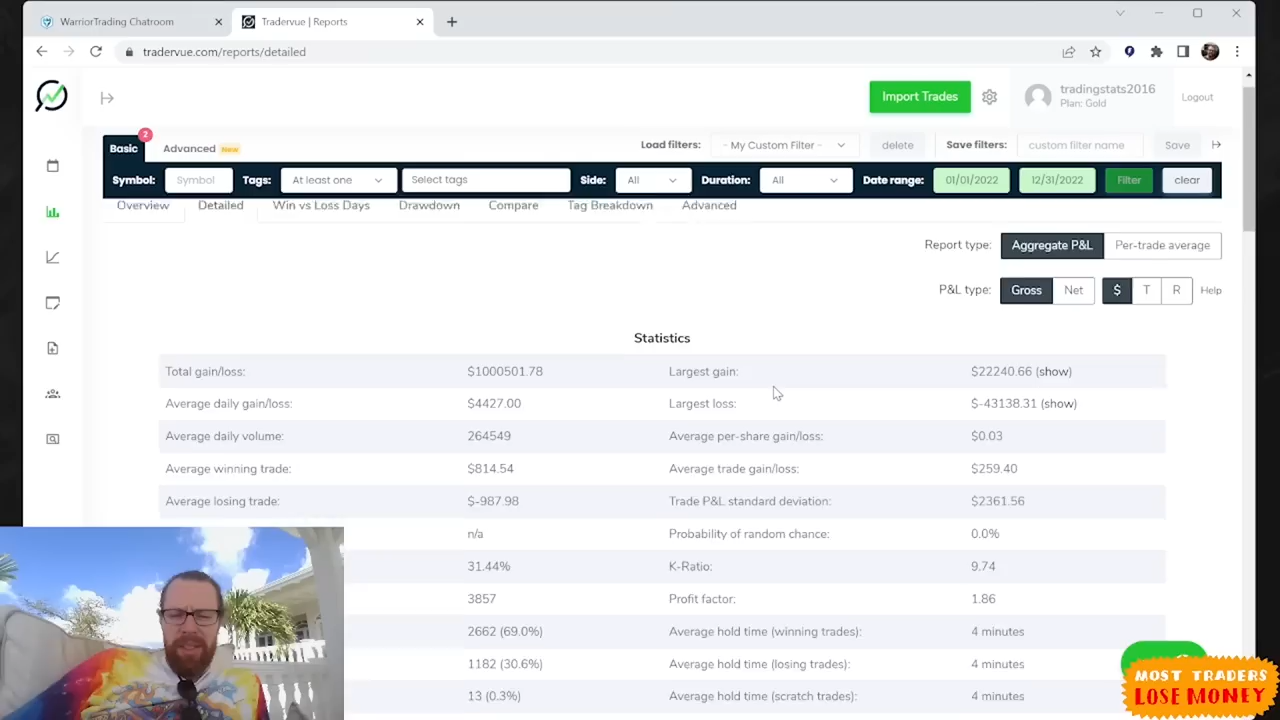 WarriorTrading Chatroom
Tradervue | Reports
tradervue.com/reports/detailed
Import Trades
tradingstats2016
Plan: Gold
Logout
2
Basic
Advanced New
Load filters: - My Custom Filter - delete Save filters: custom filter name Save
Symbol: Symbol Tags: At least one Select tags Side: All Duration: All Date range: 01/01/2022 12/31/2022 Filter clear
Overview Detailed Win vs Loss Days Drawdown Compare Tag Breakdown Advanced
Report type: Aggregate P&L Per-trade average
P&L type: Gross Net $ T R Help
Statistics
Total gain/loss: $1000501.78 Largest gain: $22240.66 (show)
Average daily gain/loss: $4427.00 Largest loss: $-43138.31 (show)
Average daily volume: 264549 Average per-share gain/loss: $0.03
Average winning trade: $814.54 Average trade gain/loss: $259.40
Average losing trade: $-987.98 Trade P&L standard deviation: $2361.56
n/a Probability of random chance: 0.0%
31.44% K-Ratio: 9.74
3857 Profit factor: 1.86
2662 (69.0%) Average hold time (winning trades): 4 minutes
1182 (30.6%) Average hold time (losing trades): 4 minutes
13 (0.3%) Average hold time (scratch trades): 4 minutes
MOST TRADERS
LOSE MONEY